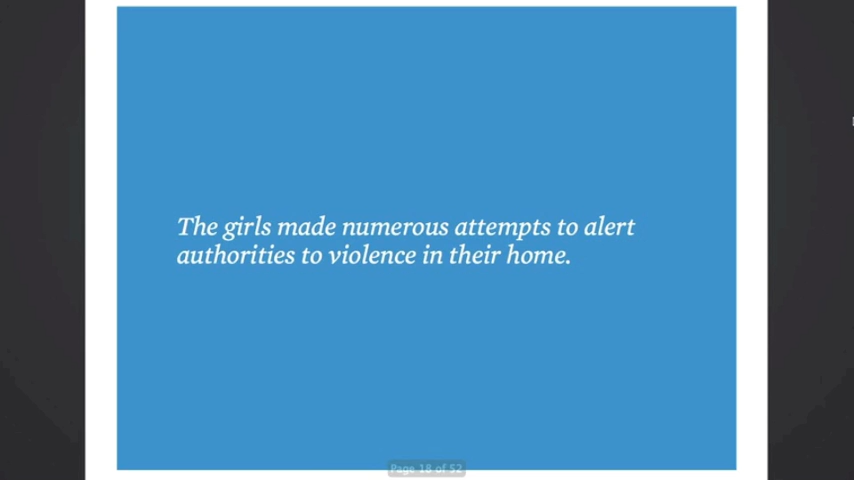 The girls made numerous attempts to alert
authorities to violence in their home.
Page 18 of 52